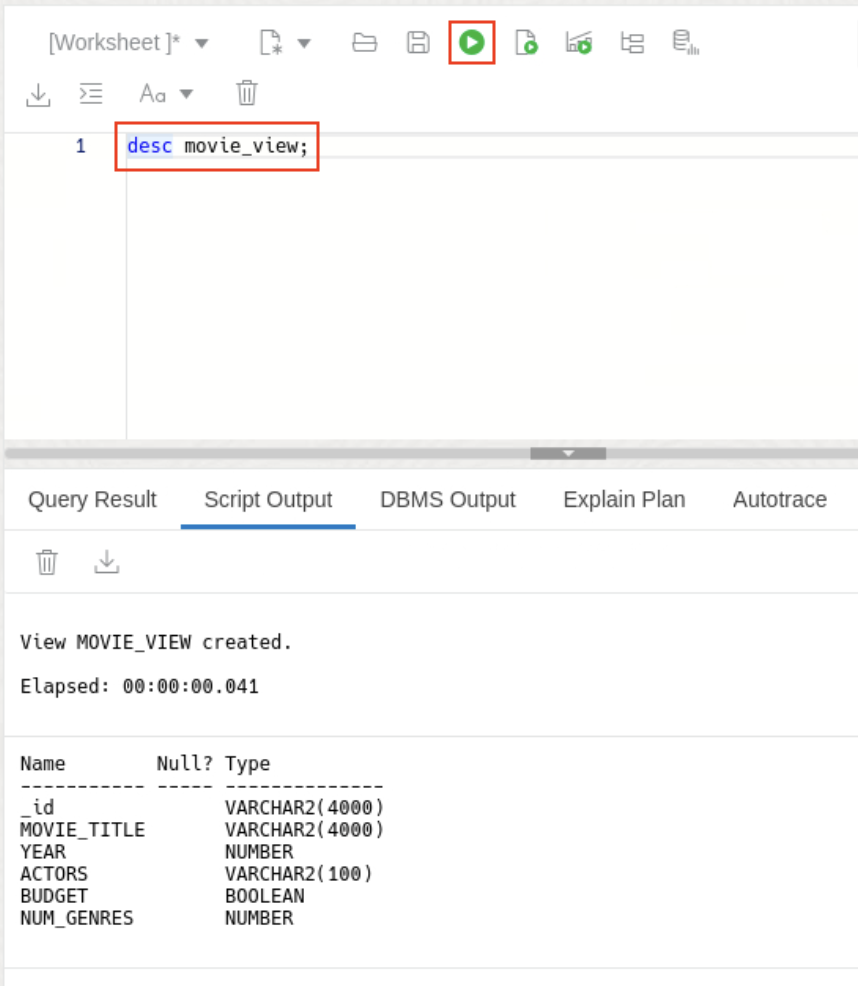 [Worksheet ]*
Aa
1 desc movie_view;
Query Result Script Output DBMS Output Explain Plan Autotrace
View MOVIE_VIEW created.
Elapsed: 00:00:00.041
Name        Null? Type
----------- ----- --------------
_id               VARCHAR2(4000)
MOVIE_TITLE       VARCHAR2(4000)
YEAR              NUMBER
ACTORS            VARCHAR2(100)
BUDGET            BOOLEAN
NUM_GENRES        NUMBER